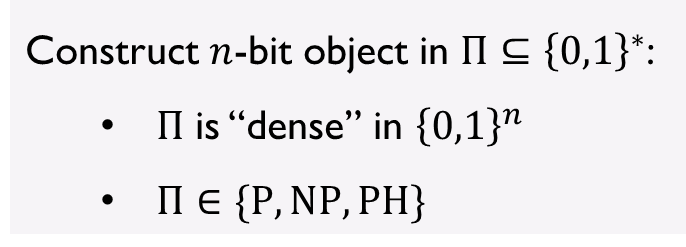 Construct n-bit object in Π ⊆ {0,1}*:
• Π is “dense” in {0,1}ⁿ
• Π ∈ {P, NP, PH}